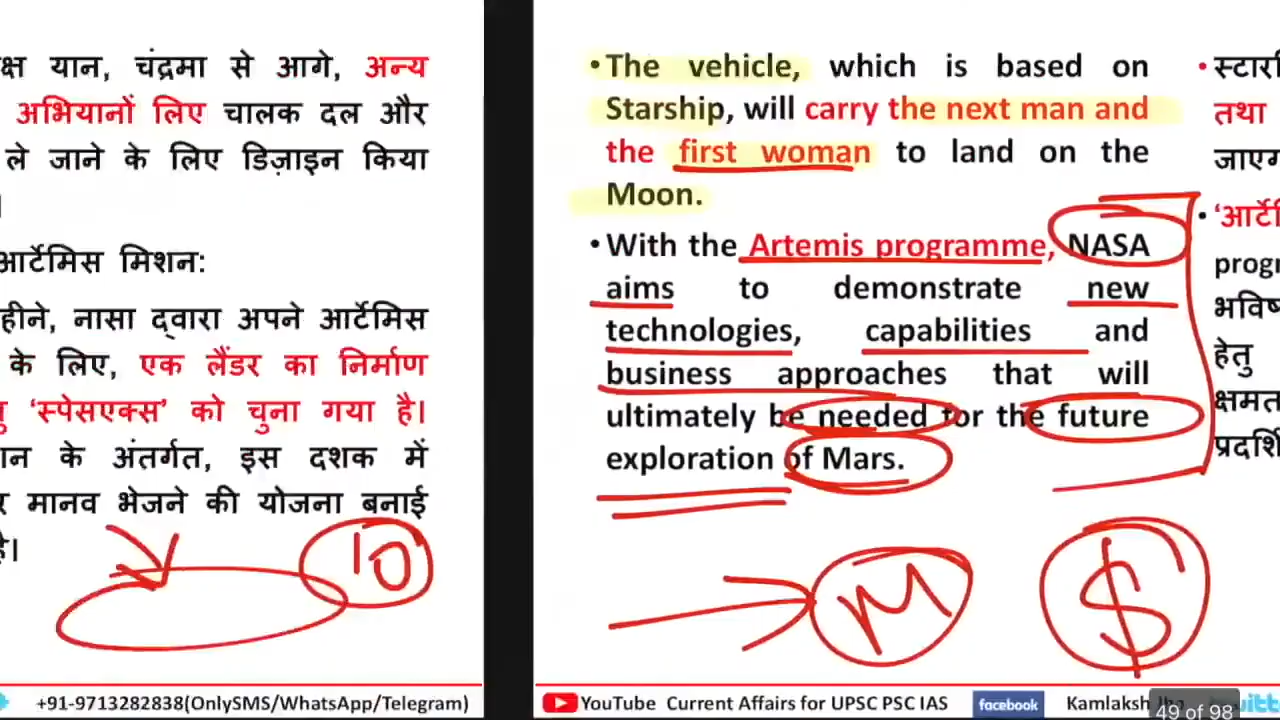 क्ष यान, चंद्रमा से आगे, अन्य
अभियानों लिए चालक दल और
ले जाने के लिए डिज़ाइन किया
आर्टेमिस मिशन:
हीने, नासा द्वारा अपने आर्टेमिस
के लिए, एक लैंडर का निर्माण
‘स्पेसएक्स’ को चुना गया है।
ान के अंतर्गत, इस दशक में
र मानव भेजने की योजना बनाई
है।
10
+91-9713282838(OnlySMS/WhatsApp/Telegram)
•The vehicle, which is based on
Starship, will carry the next man and
the first woman to land on the
Moon.
•With the Artemis programme, NASA
aims to demonstrate new
technologies, capabilities and
business approaches that will
ultimately be needed for the future
exploration of Mars.
M
$
YouTube Current Affairs for UPSC PSC IAS
facebook
Kamlaksh
49 of 98
• स्टारशि
तथा
जाएग
• ‘आर्टे
progr
भविष्
हेतु
क्षमत
प्रदर्शि